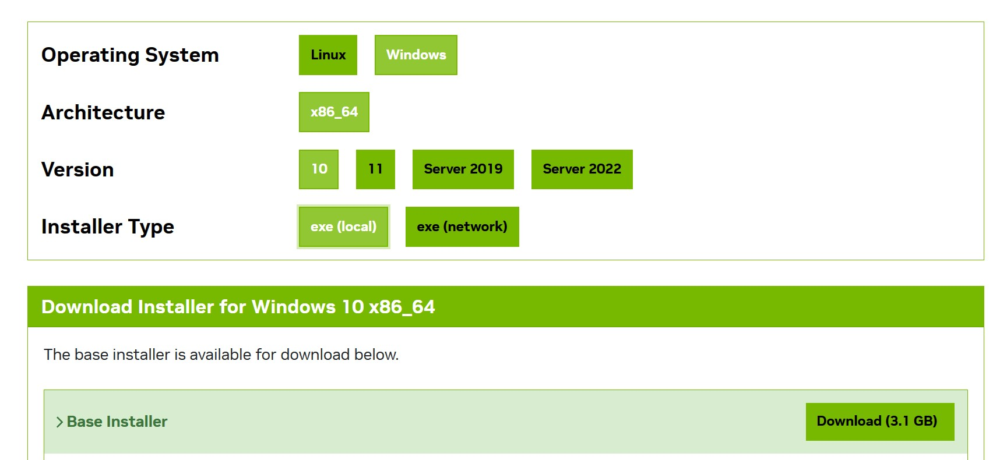 Operating System Linux Windows
Architecture x86_64
Version 10 11 Server 2019 Server 2022
Installer Type exe (local) exe (network)
Download Installer for Windows 10 x86_64
The base installer is available for download below.
Base Installer Download (3.1 GB)